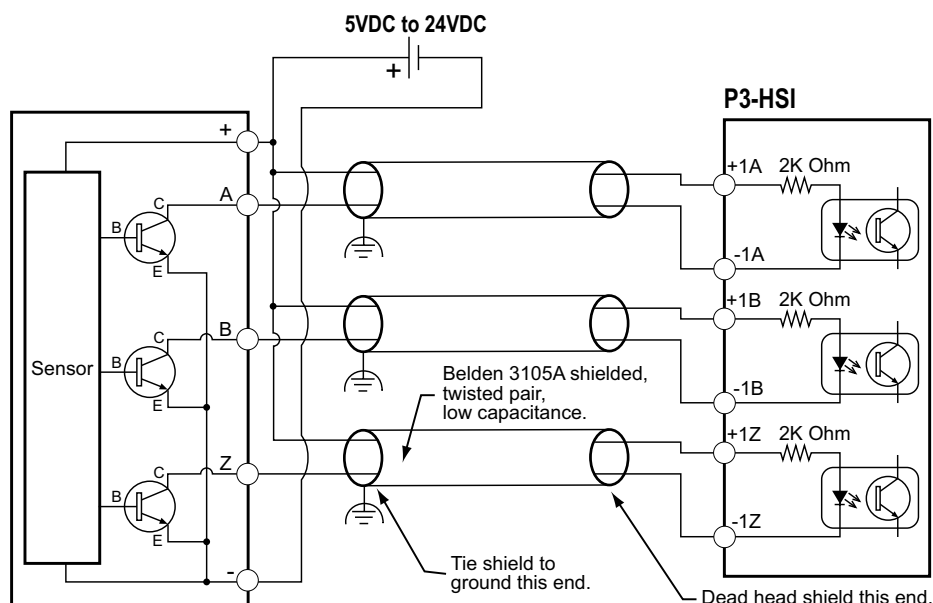 5VDC to 24VDC
+
P3-HSI
+
A
C
B
E
Sensor
B
C
B
E
Z
C
B
E
-
+1A
2K Ohm
-1A
+1B
2K Ohm
-1B
+1Z
2K Ohm
-1Z
Belden 3105A shielded,
twisted pair,
low capacitance.
Tie shield to
ground this end.
Dead head shield this end.